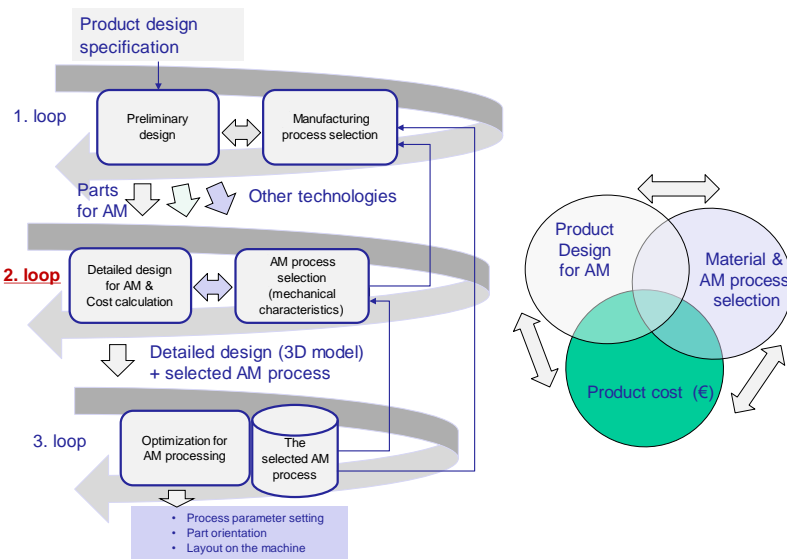 Product design
specification
1. loop
Preliminary
design
Manufacturing
process selection
Parts
for AM
Other technologies
2. loop
Detailed design
for AM &
Cost calculation
AM process
selection
(mechanical
characteristics)
Detailed design (3D model)
+ selected AM process
3. loop
Optimization for
AM processing
The
selected AM
process
• Process parameter setting
• Part orientation
• Layout on the machine
Product
Design
for AM
Material &
AM process
selection
Product cost (€)